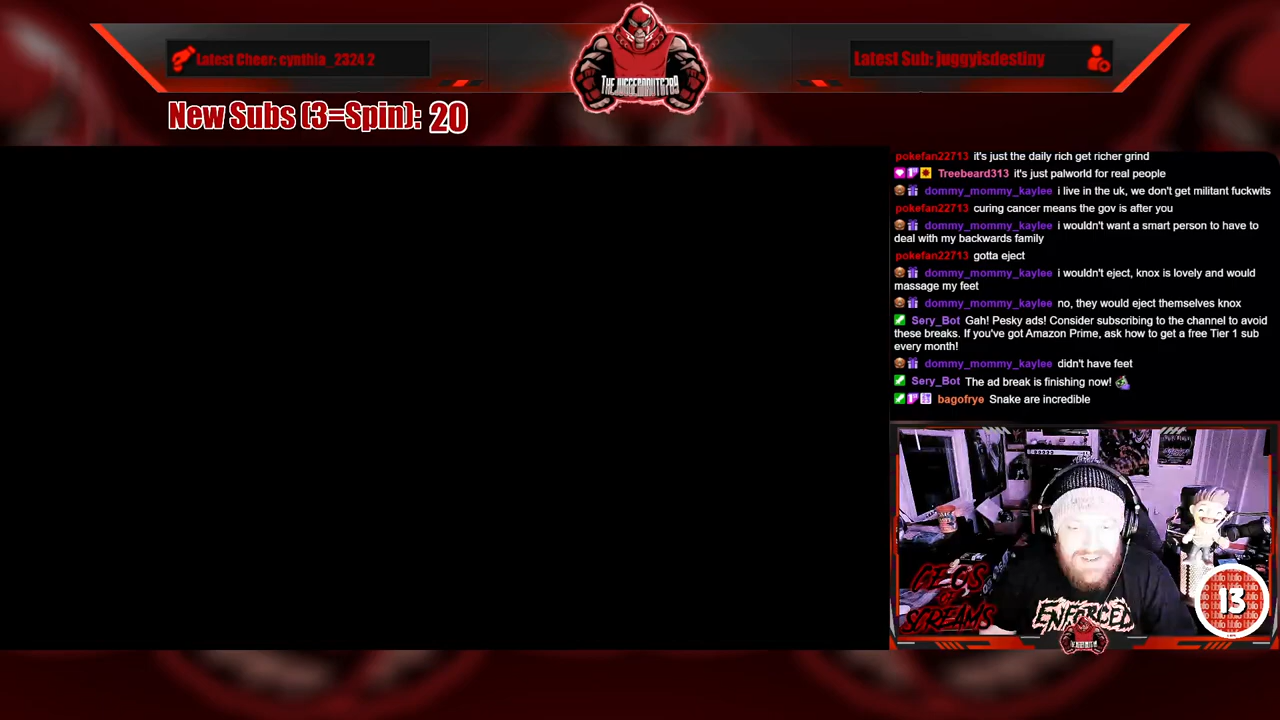 Latest Cheer: cynthia_2324 2
Latest Sub: juggyisdestiny
THEJUGGERNAUT6789
New Subs (3=Spin): 20
pokefan22713 it's just the daily rich get richer grind
Treebeard313 it's just palworld for real people
dommy_mommy_kaylee i live in the uk, we don't get militant fuckwits
pokefan22713 curing cancer means the gov is after you
dommy_mommy_kaylee i wouldn't want a smart person to have to
deal with my backwards family
pokefan22713 gotta eject
dommy_mommy_kaylee i wouldn't eject, knox is lovely and would
massage my feet
dommy_mommy_kaylee no, they would eject themselves knox
Sery_Bot Gah! Pesky ads! Consider subscribing to the channel to avoid
these breaks. If you've got Amazon Prime, ask how to get a free Tier 1 sub
every month!
dommy_mommy_kaylee didn't have feet
Sery_Bot The ad break is finishing now!
bagofrye Snake are incredible
SCREAMS
ENFORCED
13